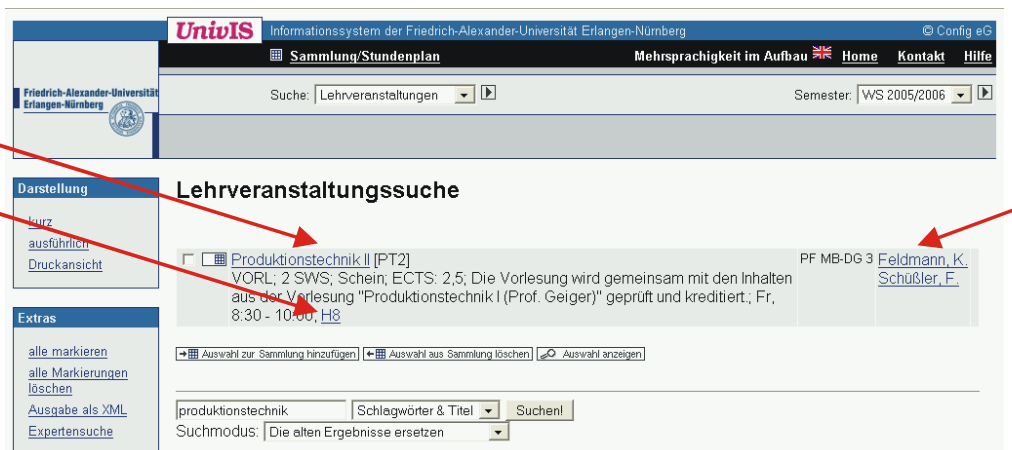 UnivIS Informationssystem der Friedrich-Alexander-Universität Erlangen-Nürnberg © Config eG
Sammlung/Stundenplan Mehrsprachigkeit im Aufbau Home Kontakt Hilfe
Friedrich-Alexander-Universität
Erlangen-Nürnberg
Suche: Lehrveranstaltungen Semester: WS 2005/2006
Darstellung
kurz
ausführlich
Druckansicht
Extras
alle markieren
alle Markierungen
löschen
Ausgabe als XML
Expertensuche
Lehrveranstaltungssuche
Produktionstechnik II [PT2] PF MB-DG 3 Feldmann, K.
VORL; 2 SWS; Schein; ECTS: 2,5; Die Vorlesung wird gemeinsam mit den Inhalten Schüßler, F.
aus der Vorlesung "Produktionstechnik I (Prof. Geiger)" geprüft und kreditiert.; Fr,
8:30 - 10:00, H8
Auswahl zur Sammlung hinzufügen Auswahl aus Sammlung löschen Auswahl anzeigen
produktionstechnik Schlagwörter & Titel Suchen!
Suchmodus: Die alten Ergebnisse ersetzen